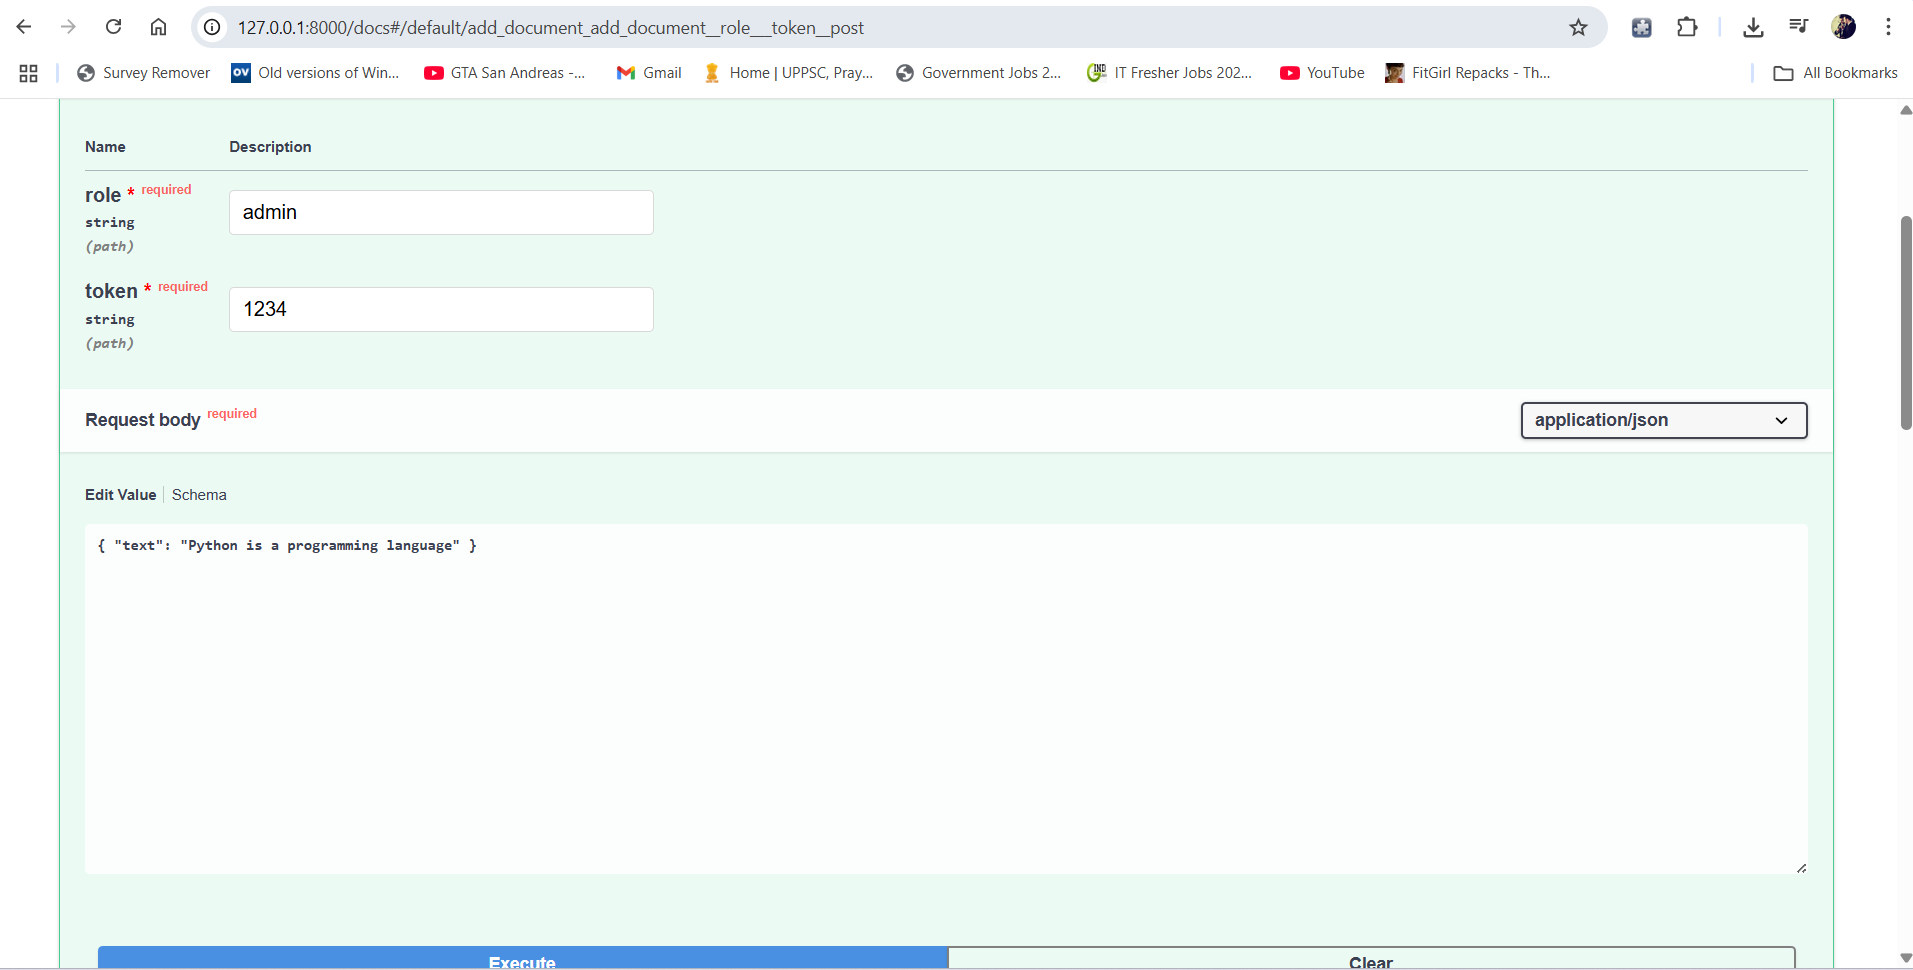 127.0.0.1:8000/docs#/default/add_document_add_document__role___token__post
Survey Remover
Old versions of Win...
GTA San Andreas -...
Gmail
Home | UPPSC, Pray...
Government Jobs 2...
IT Fresher Jobs 202...
YouTube
FitGirl Repacks - Th...
All Bookmarks
Name Description
role * required
string
(path)
admin
token * required
string
(path)
1234
Request body required
application/json
Edit Value Schema
{ "text": "Python is a programming language" }
Execute Clear